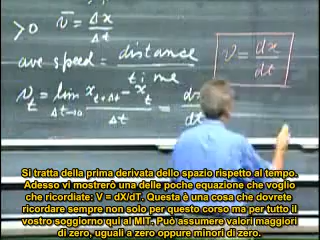 > 0  v̄ = Δx/Δt
ave. speed = distance/time
v = dx/dt
v_t = lim_{Δt→0} (x_{t+Δt} - x_t)/Δt = dx/dt
Si tratta della prima derivata dello spazio rispetto al tempo.
Adesso vi mostrerò una delle poche equazione che voglio
che ricordiate: V = dX/dT. Questa è una cosa che dovrete
ricordare sempre non solo per questo corso ma per tutto il
vostro soggiorno qui al MIT. Può assumere valori maggiori
di zero, uguali a zero oppure minori di zero.